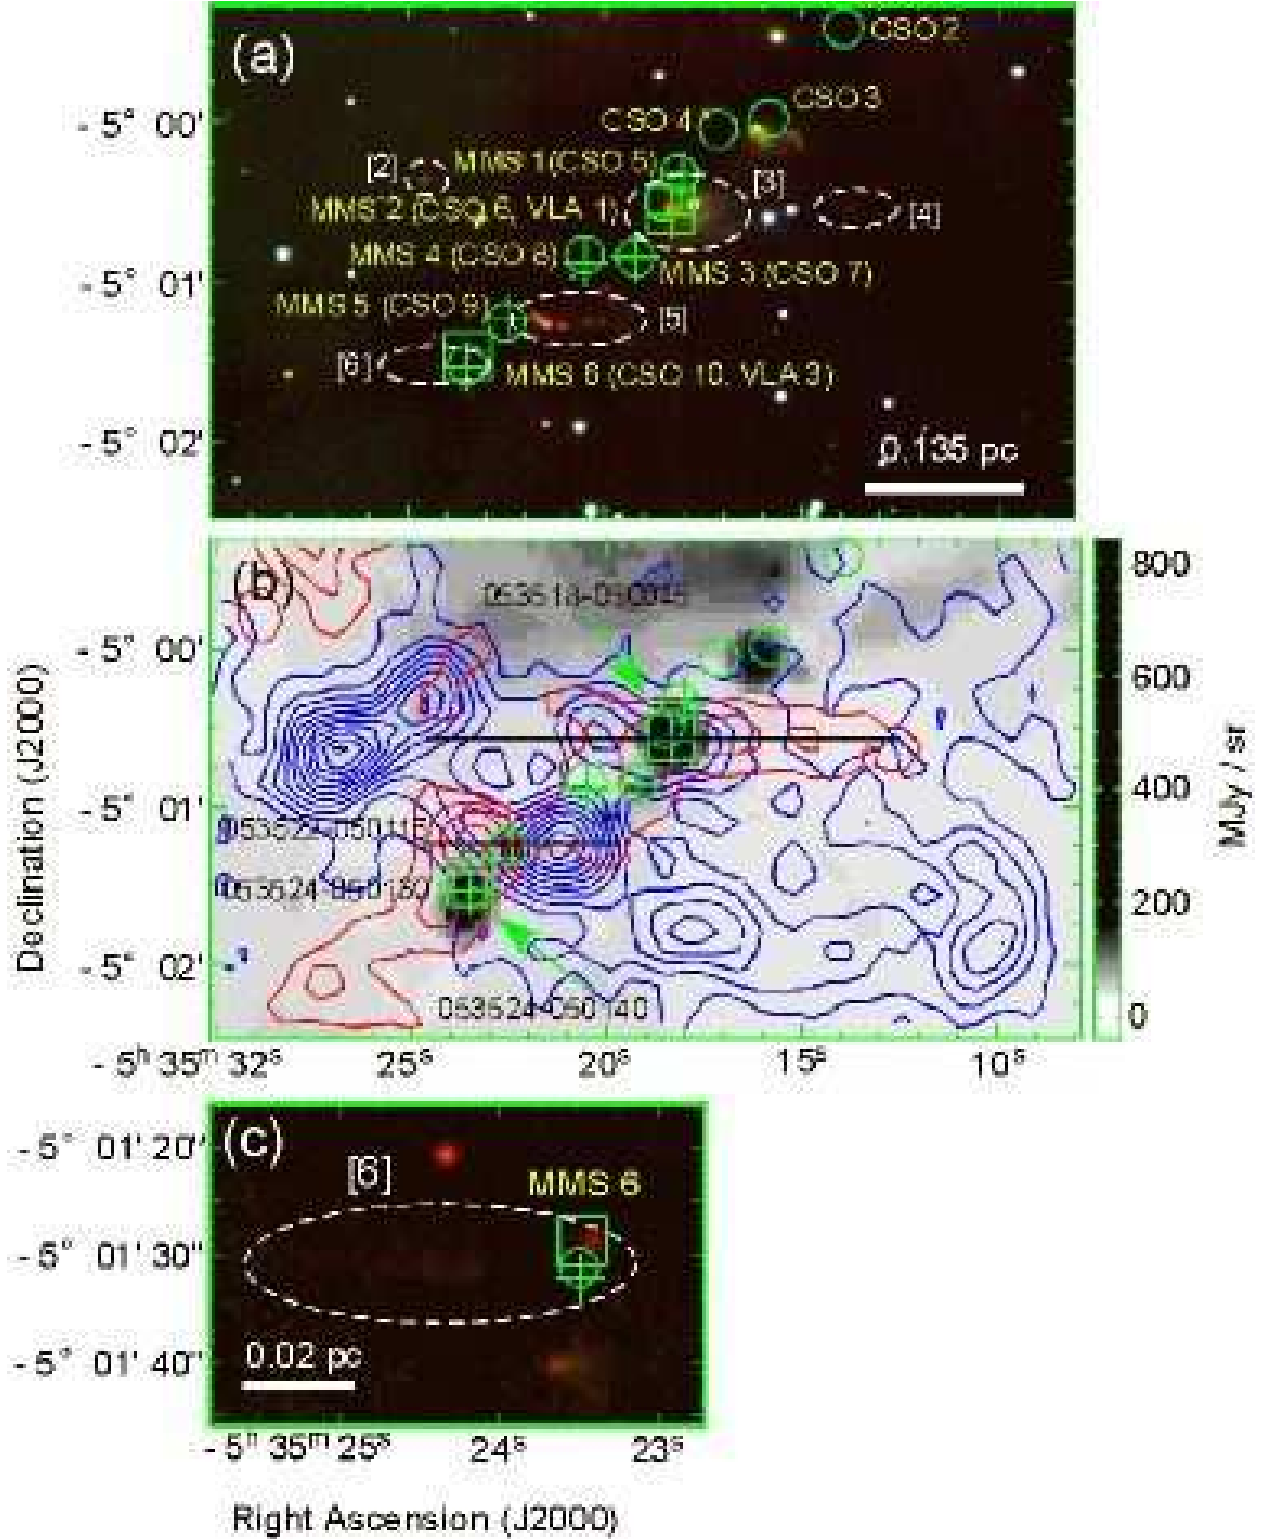 (a)
CSO 2
CSO 3
- 5° 00'
CSO 4
[2]
MMS 1(CSO 5)
[3]
MMS 2 (CSO 6, VLA 1)
[4]
MMS 4 (CSO 8)
MMS 3 (CSO 7)
- 5° 01'
MMS 5 (CSO 9)
[5]
[6]
MMS 6 (CSO 10, VLA 3)
- 5° 02'
0.135 pc
(b)
800
- 5° 00'
600
400
- 5° 01'
200
- 5° 02'
0
MJy / sr
Declination (J2000)
- 5ʰ 35ᵐ 32ˢ
25ˢ
20ˢ
15ˢ
10ˢ
(c)
- 5° 01' 20"
[6]
MMS 6
- 5° 01' 30"
- 5° 01' 40"
0.02 pc
- 5ʰ 35ᵐ 25ˢ
24ˢ
23ˢ
Right Ascension (J2000)